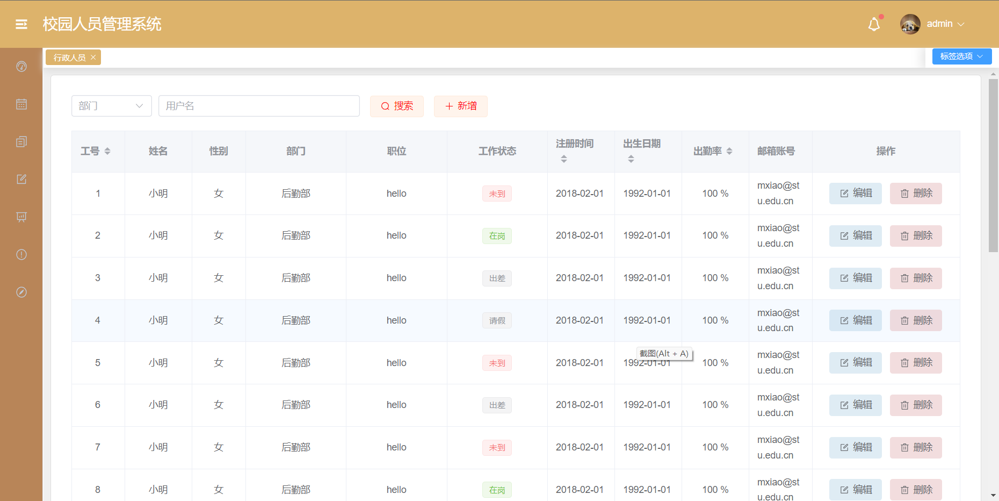 校园人员管理系统
admin
行政人员
标签选项
部门
用户名
搜索
新增
工号 姓名 性别 部门 职位 工作状态 注册时间 出生日期 出勤率 邮箱账号 操作
1 小明 女 后勤部 hello 未到 2018-02-01 1992-01-01 100 % mxiao@st
u.edu.cn
编辑 删除
2 小明 女 后勤部 hello 在岗 2018-02-01 1992-01-01 100 % mxiao@st
u.edu.cn
编辑 删除
3 小明 女 后勤部 hello 出差 2018-02-01 1992-01-01 100 % mxiao@st
u.edu.cn
编辑 删除
4 小明 女 后勤部 hello 请假 2018-02-01 1992-01-01 100 % mxiao@st
u.edu.cn
编辑 删除
截图(Alt + A)
5 小明 女 后勤部 hello 未到 2018-02-01 1992-01-01 100 % mxiao@st
u.edu.cn
编辑 删除
6 小明 女 后勤部 hello 出差 2018-02-01 1992-01-01 100 % mxiao@st
u.edu.cn
编辑 删除
7 小明 女 后勤部 hello 未到 2018-02-01 1992-01-01 100 % mxiao@st
u.edu.cn
编辑 删除
8 小明 女 后勤部 hello 在岗 2018-02-01 1992-01-01 100 % mxiao@st
u.edu.cn
编辑 删除